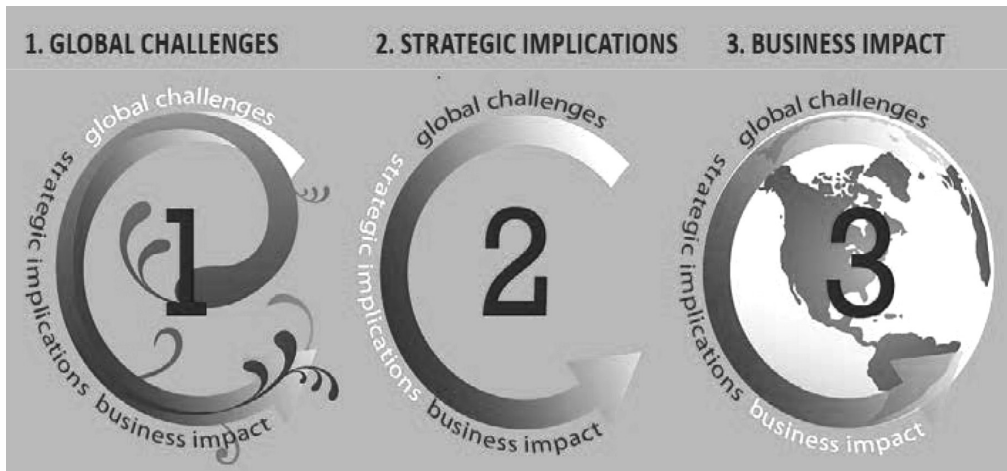 1. GLOBAL CHALLENGES
2. STRATEGIC IMPLICATIONS
3. BUSINESS IMPACT
global challenges
strategic implications
business impact
1
global challenges
strategic implications
business impact
2
global challenges
strategic implications
business impact
3